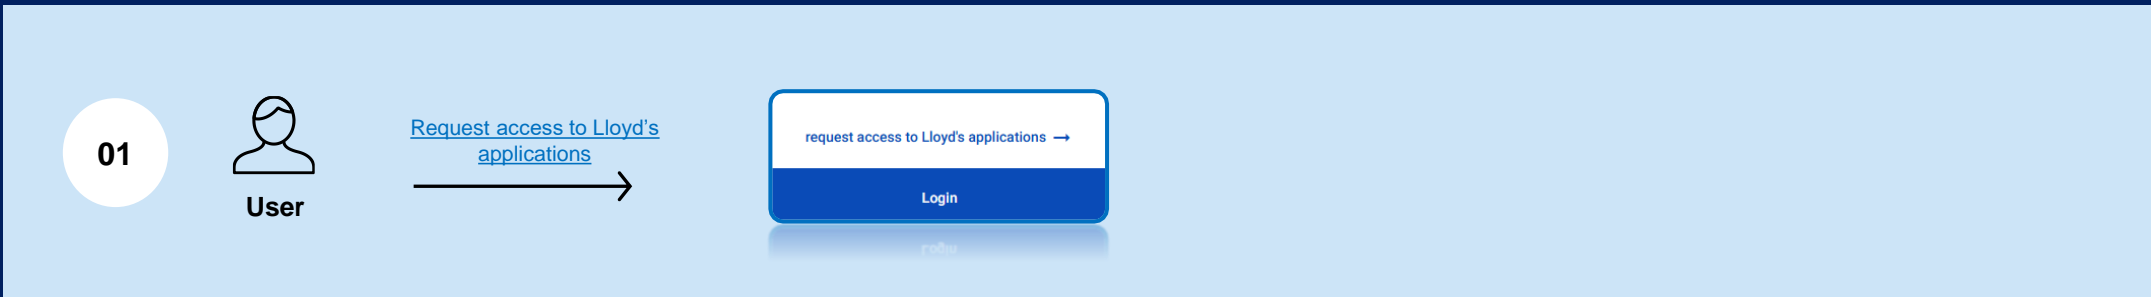 01
User
Request access to Lloyd's
applications
request access to Lloyd's applications →
Login